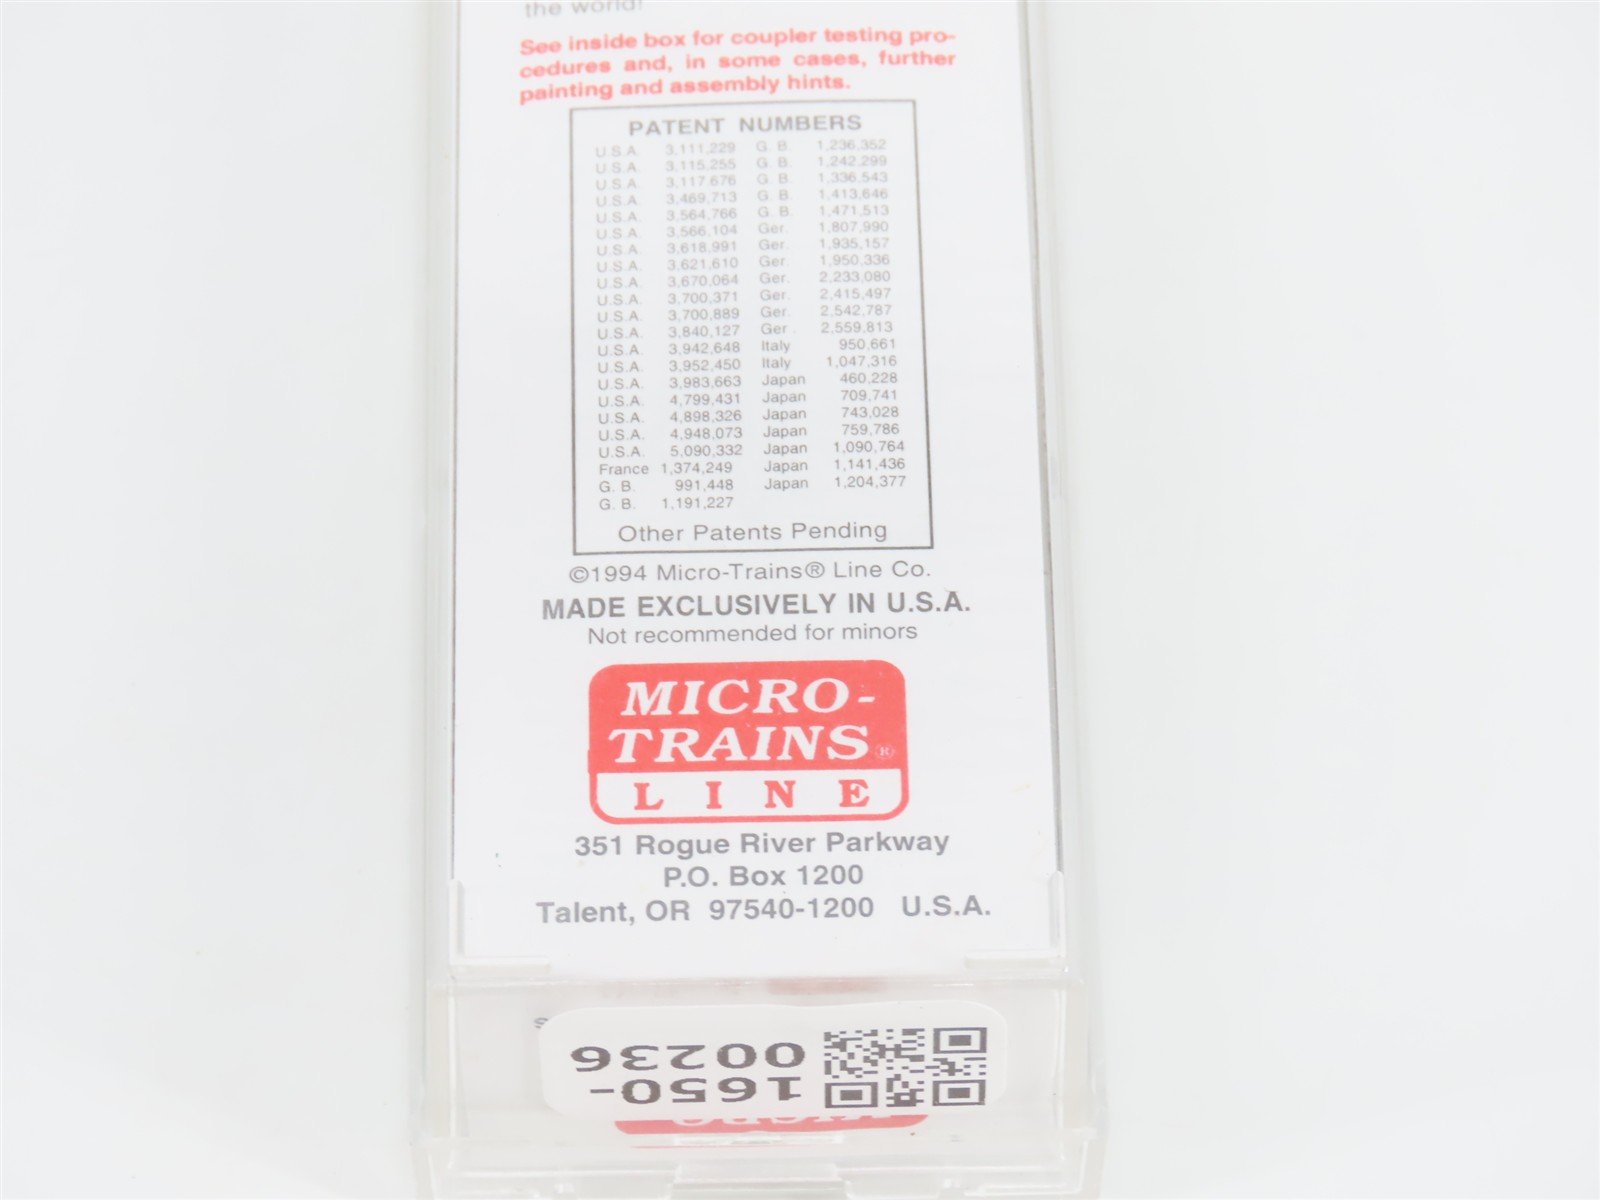 the world!
See inside box for coupler testing pro-
cedures and, in some cases, further
painting and assembly hints.
PATENT NUMBERS
U.S.A. 3,111,229 G. B. 1,236,352
U.S.A. 3,115,255 G. B. 1,242,299
U.S.A. 3,117,676 G. B. 1,336,543
U.S.A. 3,469,713 G. B. 1,413,646
U.S.A. 3,564,766 G. B. 1,471,513
U.S.A. 3,566,104 Ger. 1,807,990
U.S.A. 3,618,991 Ger. 1,935,157
U.S.A. 3,621,610 Ger. 1,950,336
U.S.A. 3,670,064 Ger. 2,233,080
U.S.A. 3,700,371 Ger. 2,415,497
U.S.A. 3,700,889 Ger. 2,542,787
U.S.A. 3,840,127 Ger . 2,559,813
U.S.A. 3,942,648 Italy 950,661
U.S.A. 3,952,450 Italy 1,047,316
U.S.A. 3,983,663 Japan 460,228
U.S.A. 4,799,431 Japan 709,741
U.S.A. 4,898,326 Japan 743,028
U.S.A. 4,948,073 Japan 759,786
U.S.A. 5,090,332 Japan 1,090,764
France 1,374,249 Japan 1,141,436
G. B. 991,448 Japan 1,204,377
G. B. 1,191,227
Other Patents Pending
©1994 Micro-Trains® Line Co.
MADE EXCLUSIVELY IN U.S.A.
Not recommended for minors
MICRO-
TRAINS®
LINE
351 Rogue River Parkway
P.O. Box 1200
Talent, OR 97540-1200 U.S.A.
1650-
00236